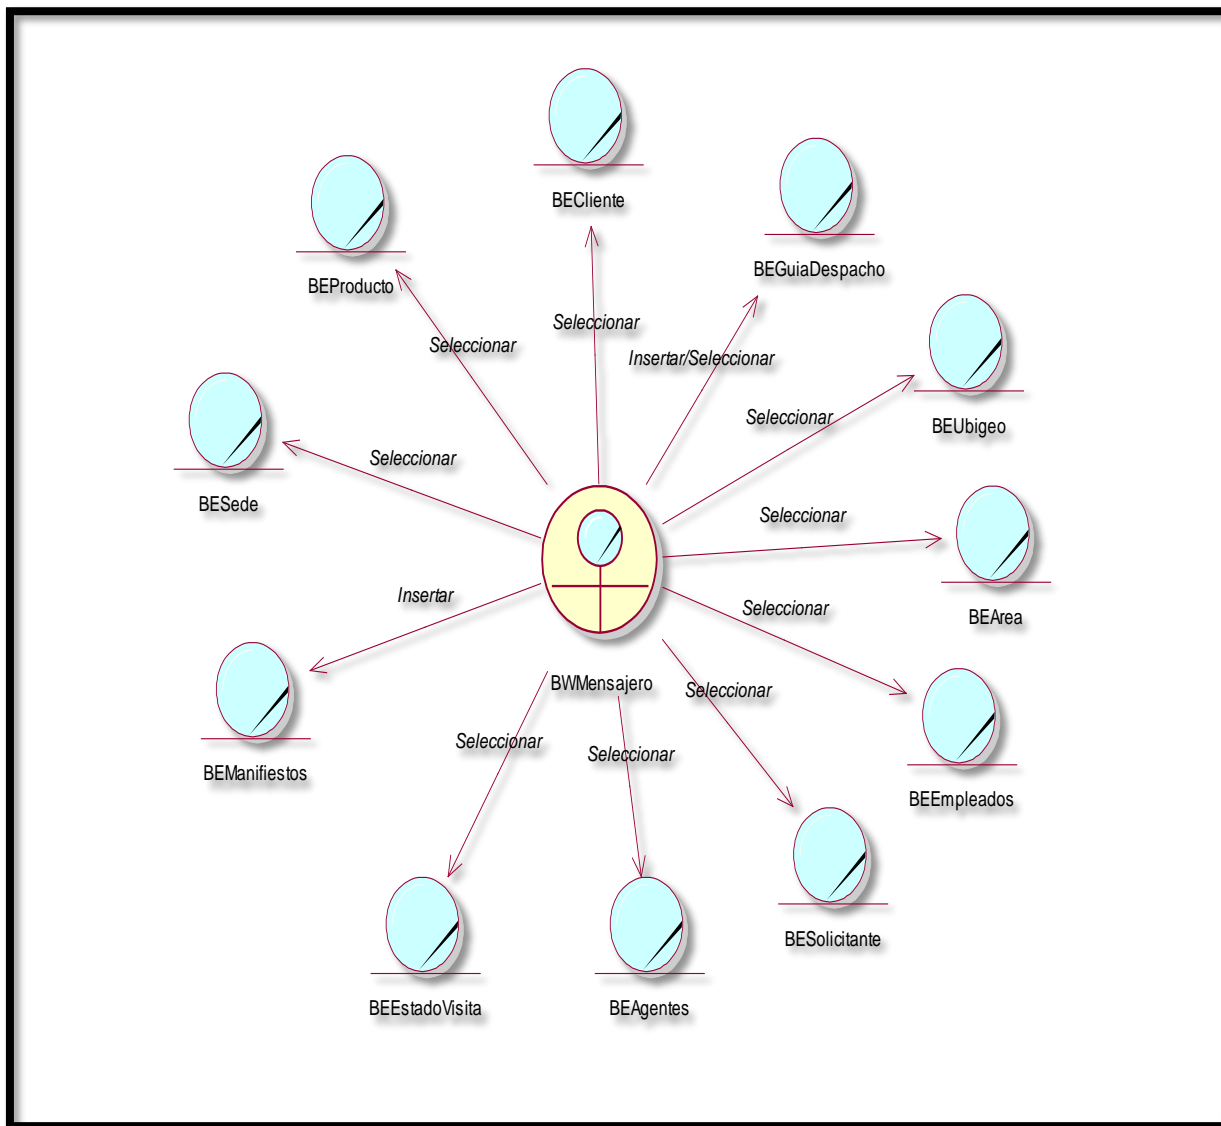 BECliente
BEGuiaDespacho
BEProducto
Seleccionar
Seleccionar
Insertar/Seleccionar
BEUbigeo
Seleccionar
Seleccionar
BESede
Seleccionar
BEArea
Insertar
Seleccionar
BWMensajero
Seleccionar
BEManifiestos
Seleccionar
Seleccionar
BEEmpleados
BESolicitante
BEEstadoVisita
BEAgentes